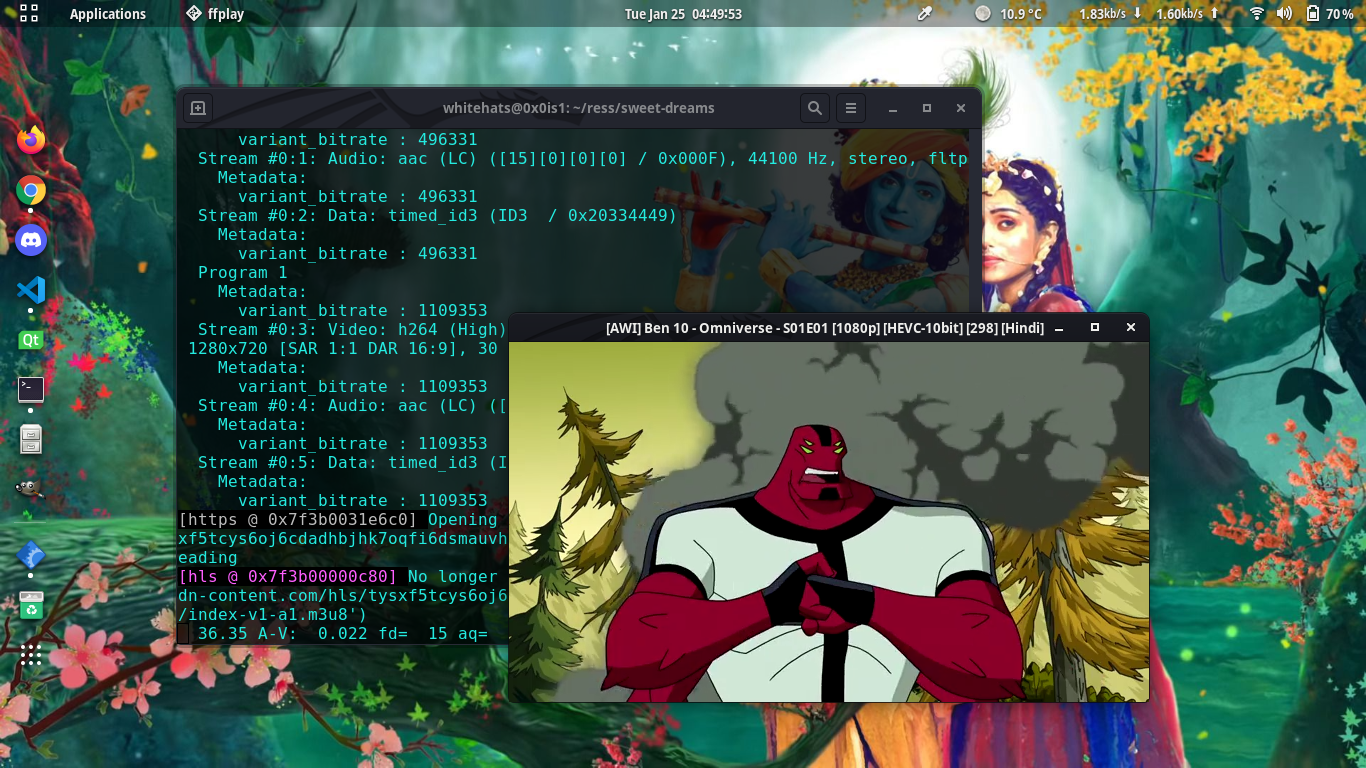 Applications
ffplay
Tue Jan 25 04:49:53
10.9 °C
1.83kb/s
1.60kb/s
70 %
whitehats@0x0is1: ~/ress/sweet-dreams
variant_bitrate : 496331
Stream #0:1: Audio: aac (LC) ([15][0][0][0] / 0x000F), 44100 Hz, stereo, fltp
Metadata:
variant_bitrate : 496331
Stream #0:2: Data: timed_id3 (ID3  / 0x20334449)
Metadata:
variant_bitrate : 496331
Program 1
Metadata:
variant_bitrate : 1109353
Stream #0:3: Video: h264 (High)
1280x720 [SAR 1:1 DAR 16:9], 30
Metadata:
variant_bitrate : 1109353
Stream #0:4: Audio: aac (LC) ([
Metadata:
variant_bitrate : 1109353
Stream #0:5: Data: timed_id3 (I
Metadata:
variant_bitrate : 1109353
[https @ 0x7f3b0031e6c0] Opening
xf5tcys6oj6cdadhbjhk7oqfi6dsmauvh
eading
[hls @ 0x7f3b00000c80] No longer
dn-content.com/hls/tysxf5tcys6oj6
/index-v1-a1.m3u8')
36.35 A-V:  0.022 fd=  15 aq=
[AWI] Ben 10 - Omniverse - S01E01 [1080p] [HEVC-10bit] [298] [Hindi]
Qt
>_